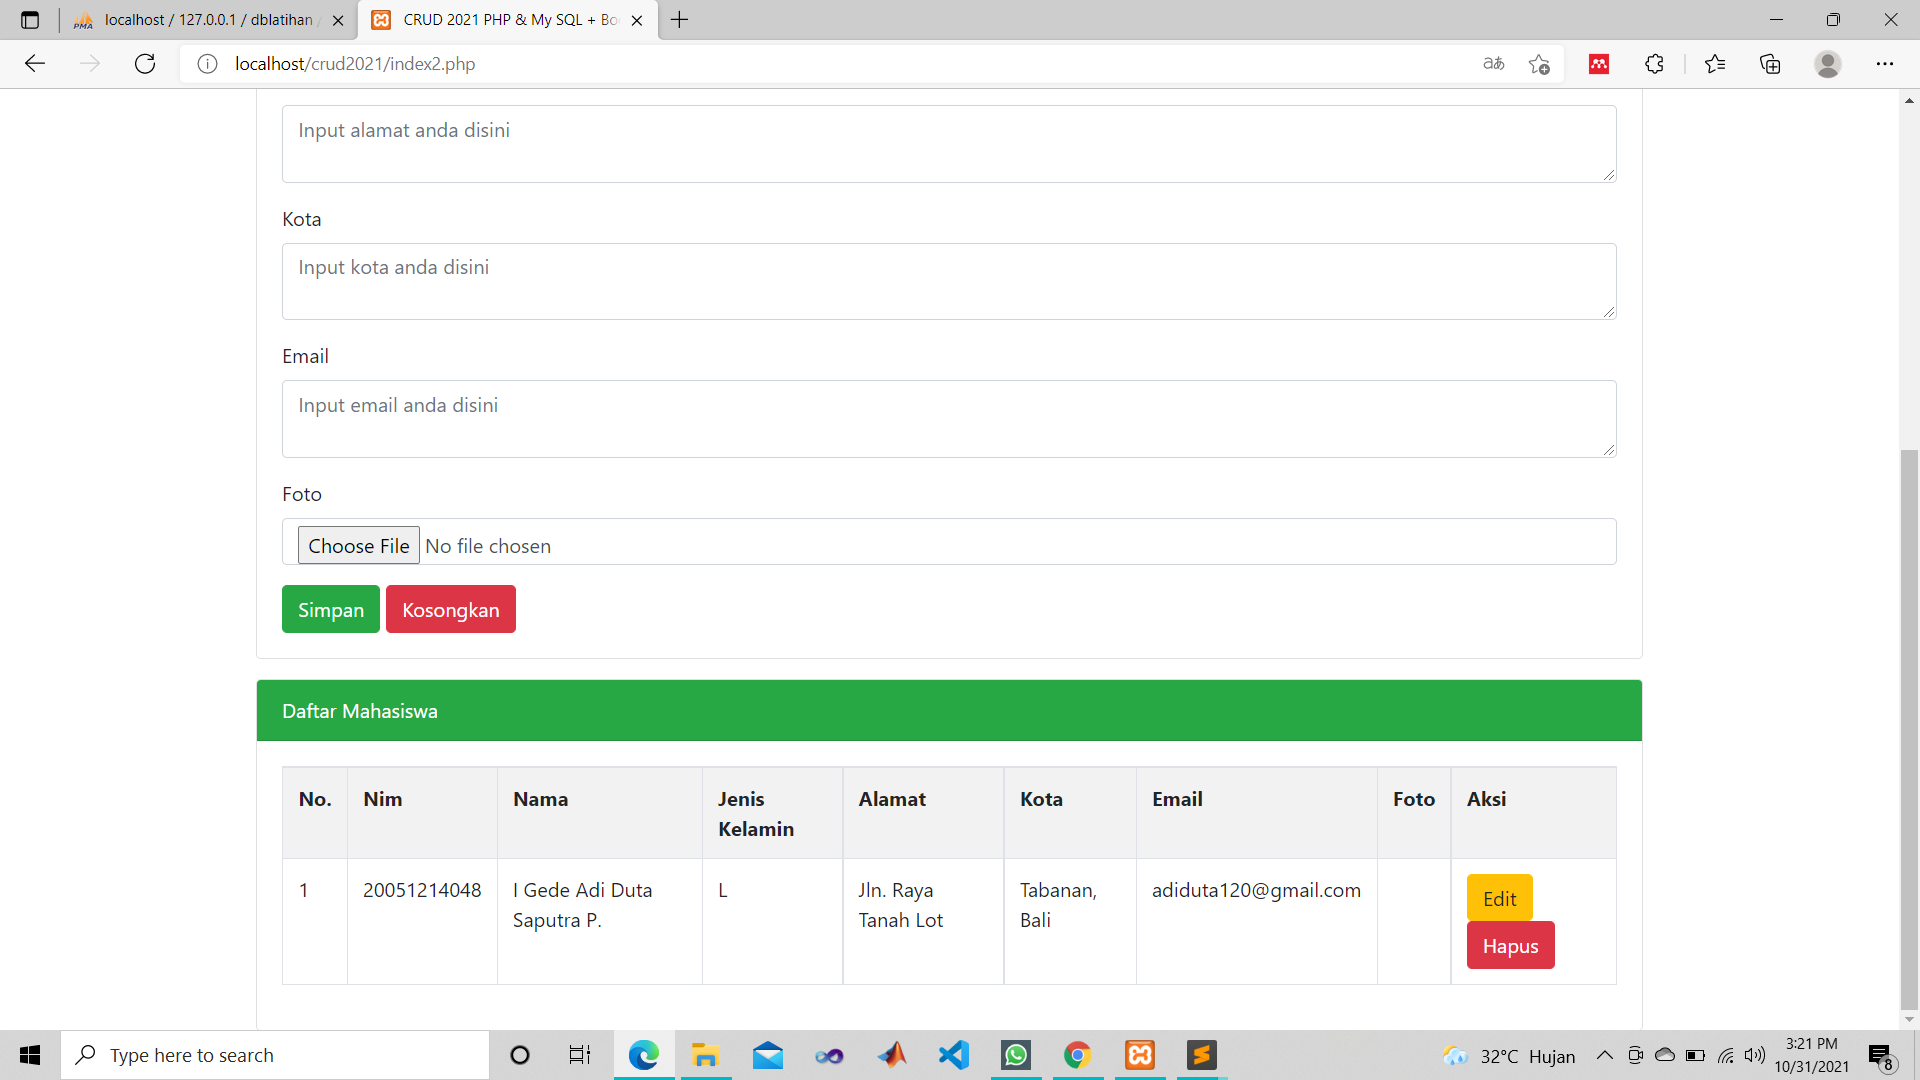 localhost / 127.0.0.1 / dblatihan /
CRUD 2021 PHP & My SQL + Bo
localhost/crud2021/index2.php
Input alamat anda disini
Kota
Input kota anda disini
Email
Input email anda disini
Foto
Choose File No file chosen
Simpan Kosongkan
Daftar Mahasiswa
No. Nim Nama Jenis Kelamin Alamat Kota Email Foto Aksi
1 20051214048 I Gede Adi Duta Saputra P. L Jln. Raya Tanah Lot Tabanan, Bali adiduta120@gmail.com Edit
Hapus
Type here to search
32°C Hujan
3:21 PM
10/31/2021
8